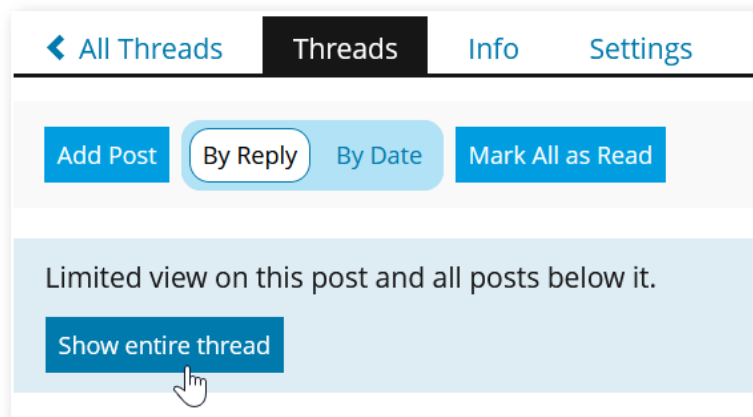 All Threads Threads Info Settings
Add Post By Reply By Date Mark All as Read
Limited view on this post and all posts below it.
Show entire thread